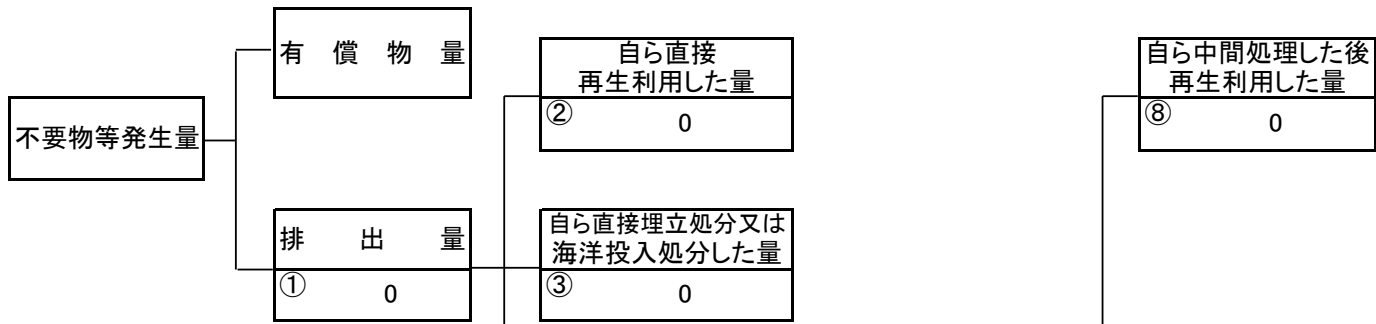 有償物量
不要物等発生量
排出量
① 0
自ら直接
再生利用した量
② 0
自ら直接埋立処分又は
海洋投入処分した量
③ 0
自ら中間処理した後
再生利用した量
⑧ 0